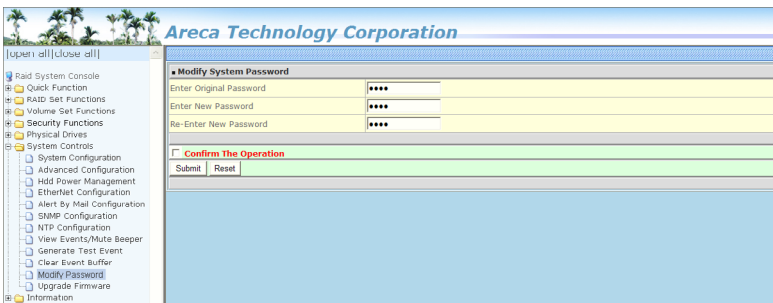 Areca Technology Corporation
|open all|close all|
Raid System Console
Quick Function
RAID Set Functions
Volume Set Functions
Security Functions
Physical Drives
System Controls
System Configuration
Advanced Configuration
Hdd Power Management
EtherNet Configuration
Alert By Mail Configuration
SNMP Configuration
NTP Configuration
View Events/Mute Beeper
Generate Test Event
Clear Event Buffer
Modify Password
Upgrade Firmware
Information
▪ Modify System Password
Enter Original Password ••••
Enter New Password ••••
Re-Enter New Password ••••
Confirm The Operation
Submit Reset